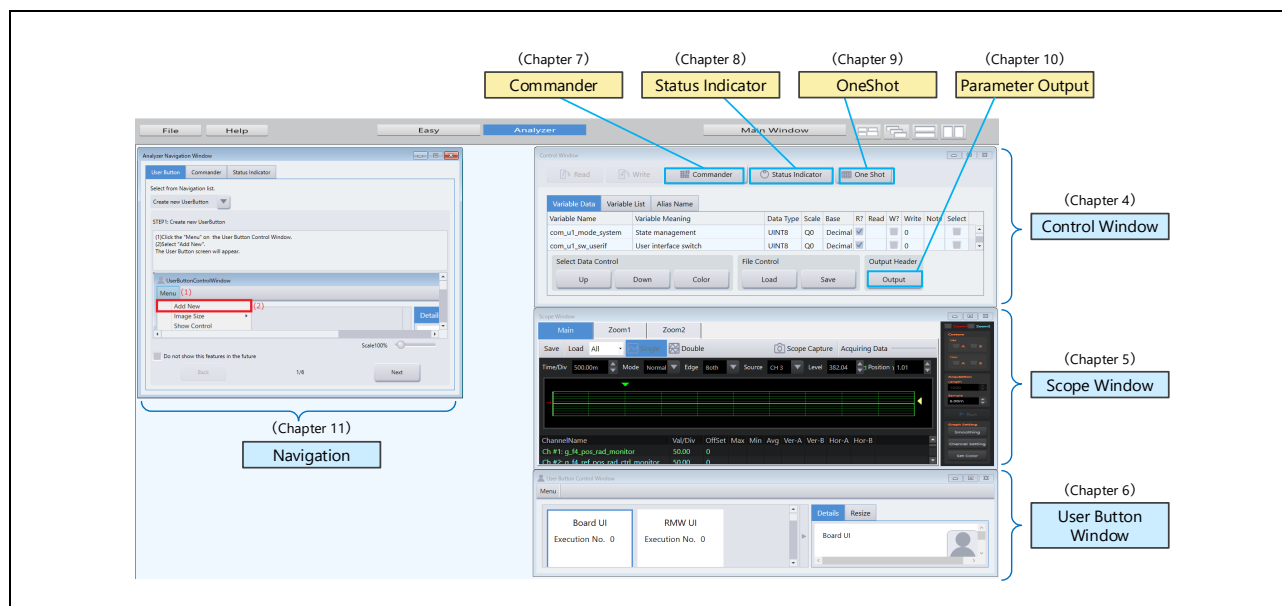 (Chapter 7) (Chapter 8) (Chapter 9) (Chapter 10)
Commander Status Indicator OneShot Parameter Output
File Help Easy Analyzer Main Window
Analyzer Navigation Window
User Button Commander Status Indicator
Select from Navigation list.
Create new UserButton
STEP1: Create new UserButton
(1)Click the "Menu" on the User Button Control Window.
(2)Select "Add New".
The User Button screen will appear.
UserButtonControlWindow
Menu (1)
Add New (2)
Image Size Detail
Show Control
Scale100%
Do not show this features in the future
Back 1/6 Next
(Chapter 11)
Navigation
Control Window
Read Write Commander Status Indicator One Shot
Variable Data Variable List Alias Name
Variable Name Variable Meaning Data Type Scale Base R? Read W? Write Note Select
com_u1_mode_system State management UINT8 Q0 Decimal 0
com_u1_sw_userif User interface switch UINT8 Q0 Decimal 0
Select Data Control File Control Output Header
Up Down Color Load Save Output
(Chapter 4)
Control Window
Scope Window
Main Zoom1 Zoom2
Save Load All Double Scope Capture Acquiring Data
Time/Div 500.00m Mode Normal Edge Both Source CH 3 Level 382.04 Position 1.01
ChannelName Val/Div OffSet Max Min Avg Ver-A Ver-B Hor-A Hor-B
Ch #1: g_f4_pos_rad_monitor 50.00 0
Ch #2: g_f4_ref_pos_rad_ctrl_monitor 50.00 0
Zoom2
Smoothing
Channel Setting
Set Color
(Chapter 5)
Scope Window
User Button Control Window
Menu
Board UI RMW UI
Execution No. 0 Execution No. 0
Details Resize
Board UI
(Chapter 6)
User Button
Window